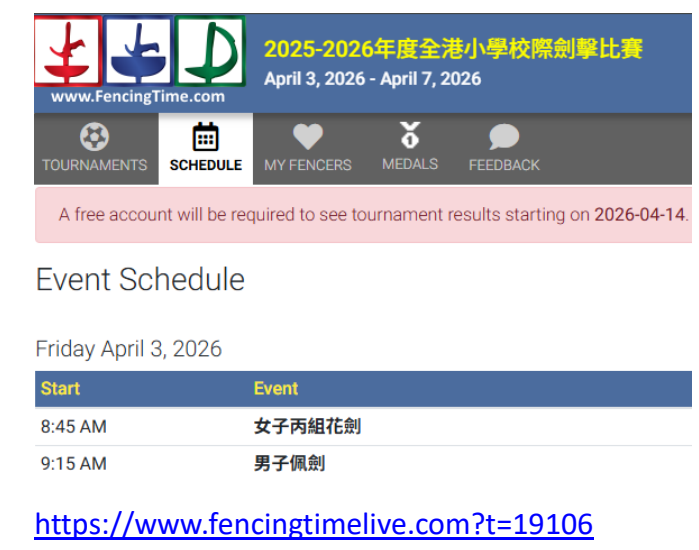 2025-2026年度全港小學校際劍擊比賽
April 3, 2026 - April 7, 2026
www.FencingTime.com
TOURNAMENTS SCHEDULE MY FENCERS MEDALS FEEDBACK
A free account will be required to see tournament results starting on 2026-04-14.
Event Schedule
Friday April 3, 2026
Start Event
8:45 AM 女子丙組花劍
9:15 AM 男子佩劍
https://www.fencingtimelive.com?t=19106